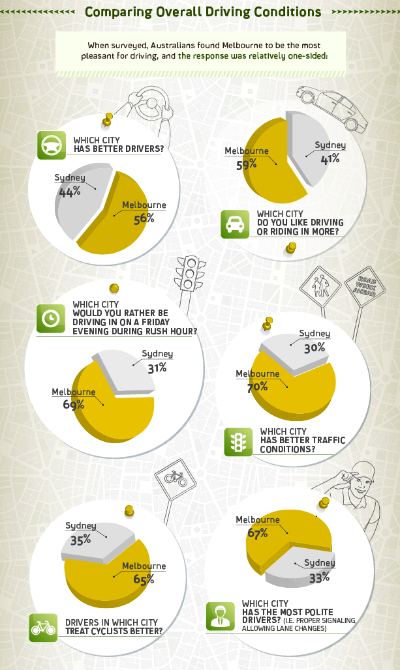 Comparing Overall Driving Conditions
When surveyed, Australians found Melbourne to be the most
pleasant for driving, and the response was relatively one-sided:
WHICH CITY
HAS BETTER DRIVERS?
Sydney
44%
Melbourne
56%
Melbourne
59%
Sydney
41%
WHICH CITY
DO YOU LIKE DRIVING
OR RIDING IN MORE?
WHICH CITY
WOULD YOU RATHER BE
DRIVING IN ON A FRIDAY
EVENING DURING RUSH HOUR?
Sydney
31%
Melbourne
69%
ROAD
WORK
AHEAD
Sydney
30%
Melbourne
70%
WHICH CITY
HAS BETTER TRAFFIC
CONDITIONS?
Sydney
35%
Melbourne
65%
DRIVERS IN WHICH CITY
TREAT CYCLISTS BETTER?
Melbourne
67%
Sydney
33%
WHICH CITY
HAS THE MOST POLITE
DRIVERS? (I.E. PROPER SIGNALING,
ALLOWING LANE CHANGES)